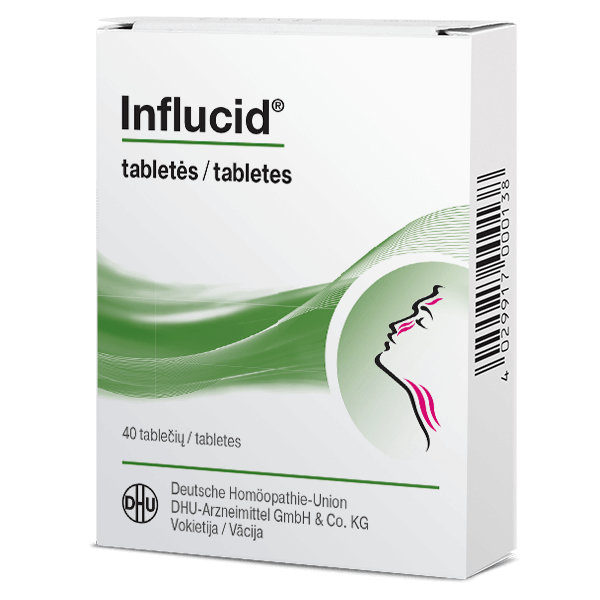 Influcid®
tabletės / tabletes
40 tablečių / tabletes
DHU
Deutsche Homöopathie-Union
DHU-Arzneimittel GmbH & Co. KG
Vokietija / Vācija
4 029917 000138